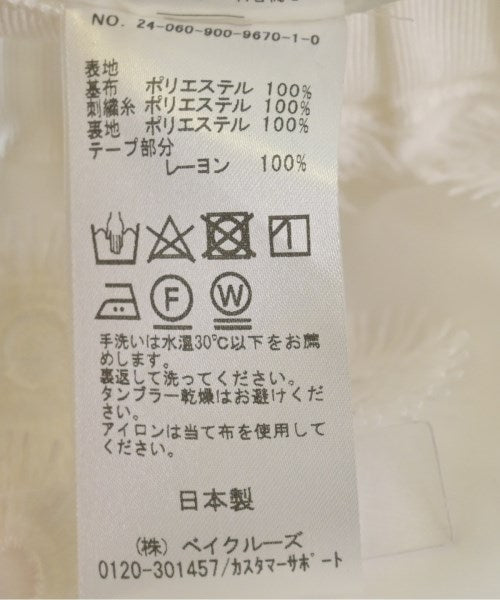 NO. 24-060-900-9670-1-0
表地
基布 ポリエステル 100%
刺繍糸 ポリエステル 100%
裏地 ポリエステル 100%
テープ部分
レーヨン 100%
F W
手洗いは水温30℃以下をお薦
めします。
裏返して洗ってください。
タンブラー乾燥はお避けくだ
さい。
アイロンは当て布を使用して
ください。
日本製
(株) ベイクルーズ
0120-301457/カスタマーサポート